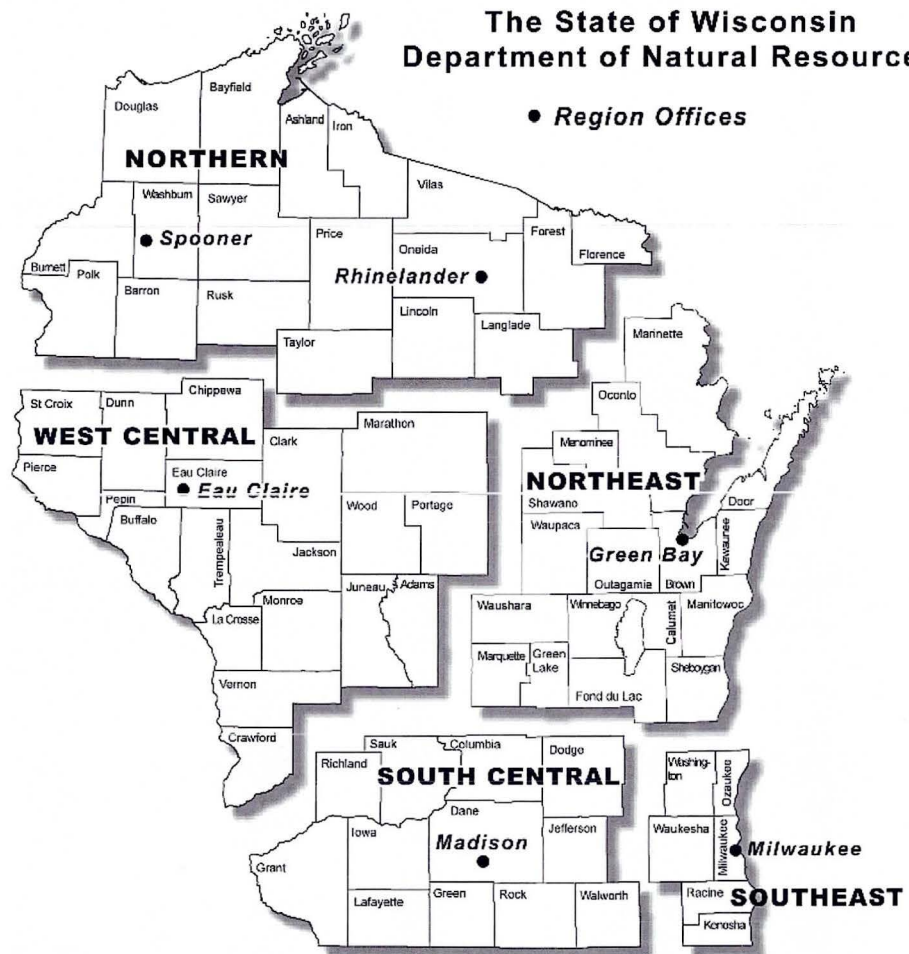 The State of Wisconsin
Department of Natural Resource
Region Offices
Douglas
Bayfield
Ashland
Iron
NORTHERN
Vilas
Washburn
Sawyer
Price
Forest
Spooner
Oneida
Florence
Burnett
Polk
Rhinelander
Barron
Rusk
Lincoln
Langlade
Taylor
Marinette
Chippewa
St Croix
Dunn
Oconto
Marathon
WEST CENTRAL
Clark
Menominee
Pierce
Eau Claire
Eau Claire
NORTHEAST
Pepin
Door
Buffalo
Wood
Portage
Shawano
Waupaca
Trempealeau
Kewaunee
Jackson
Green Bay
Juneau
Adams
Outagamie
Brown
Monroe
Waushara
Winnebago
Calumet
Manitowoc
La Crosse
Marquette
Green
Lake
Sheboygan
Vernon
Fond du Lac
Crawford
Sauk
Columbia
Dodge
Richland
SOUTH CENTRAL
Washing-
ton
Ozaukee
Dane
Iowa
Jefferson
Waukesha
Milwaukee
Madison
Milwaukee
Grant
Lafayette
Green
Rock
Walworth
Racine
SOUTHEAST
Kenosha